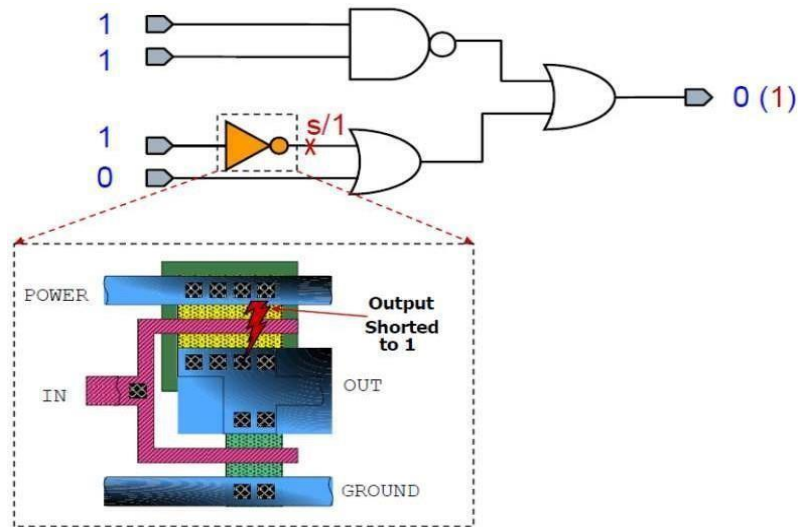 1
1
1
s/1
0
0 (1)
POWER
Output
Shorted
to 1
IN
OUT
GROUND